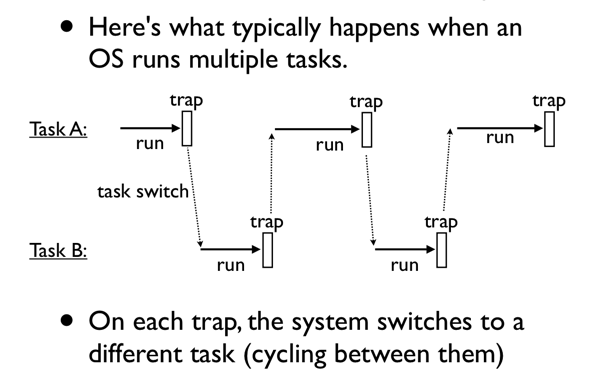 • Here's what typically happens when an
OS runs multiple tasks.
trap trap trap
Task A:
run run run
task switch
trap trap
Task B:
run run
• On each trap, the system switches to a
different task (cycling between them)